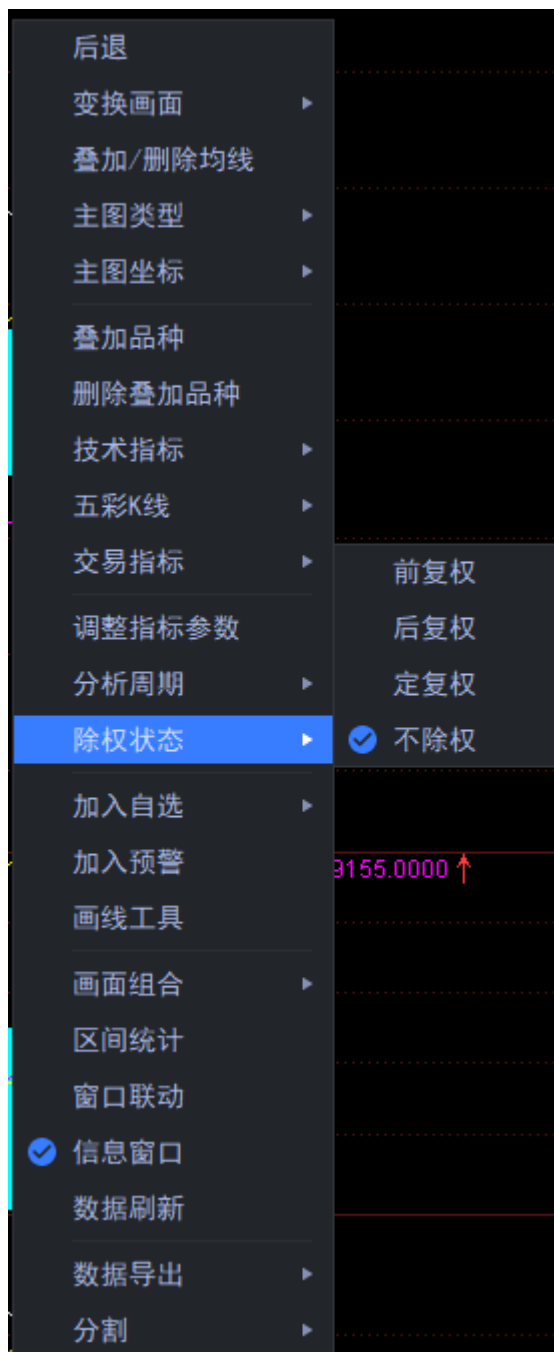 后退
变换画面
叠加/删除均线
主图类型
主图坐标
叠加品种
删除叠加品种
技术指标
五彩K线
交易指标
前复权
调整指标参数
后复权
分析周期
定复权
除权状态
不除权
加入自选
加入预警
9155.0000
画线工具
画面组合
区间统计
窗口联动
信息窗口
数据刷新
数据导出
分割